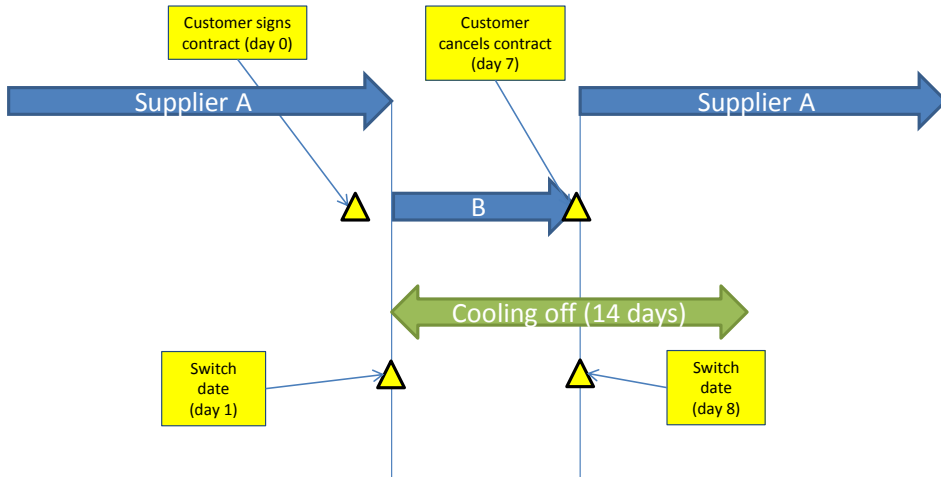 Customer signs
contract (day 0)
Customer
cancels contract
(day 7)
Supplier A
Supplier A
B
Cooling off (14 days)
Switch
date
(day 1)
Switch
date
(day 8)